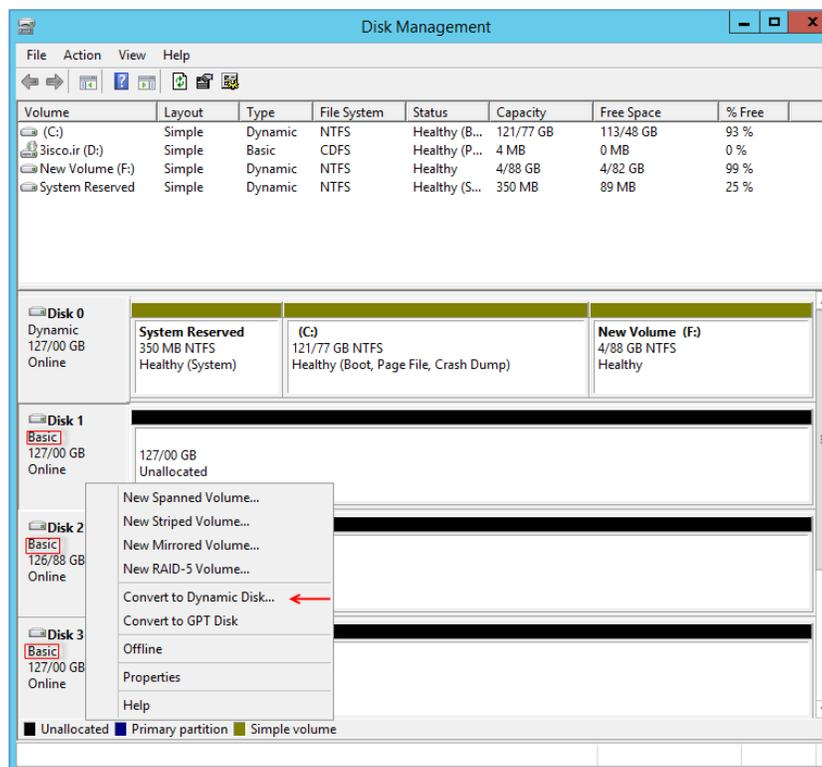 Disk Management
File Action View Help
Volume Layout Type File System Status Capacity Free Space % Free
(C:) Simple Dynamic NTFS Healthy (B... 121/77 GB 113/48 GB 93 %
3isco.ir (D:) Simple Basic CDFS Healthy (P... 4 MB 0 MB 0 %
New Volume (F:) Simple Dynamic NTFS Healthy 4/88 GB 4/82 GB 99 %
System Reserved Simple Dynamic NTFS Healthy (S... 350 MB 89 MB 25 %
Disk 0
Dynamic
127/00 GB
Online
System Reserved
350 MB NTFS
Healthy (System)
(C:)
121/77 GB NTFS
Healthy (Boot, Page File, Crash Dump)
New Volume (F:)
4/88 GB NTFS
Healthy
Disk 1
Basic
127/00 GB
Online
127/00 GB
Unallocated
Disk 2
Basic
126/88 GB
Online
Disk 3
Basic
127/00 GB
Online
New Spanned Volume...
New Striped Volume...
New Mirrored Volume...
New RAID-5 Volume...
Convert to Dynamic Disk...
Convert to GPT Disk
Offline
Properties
Help
Unallocated Primary partition Simple volume